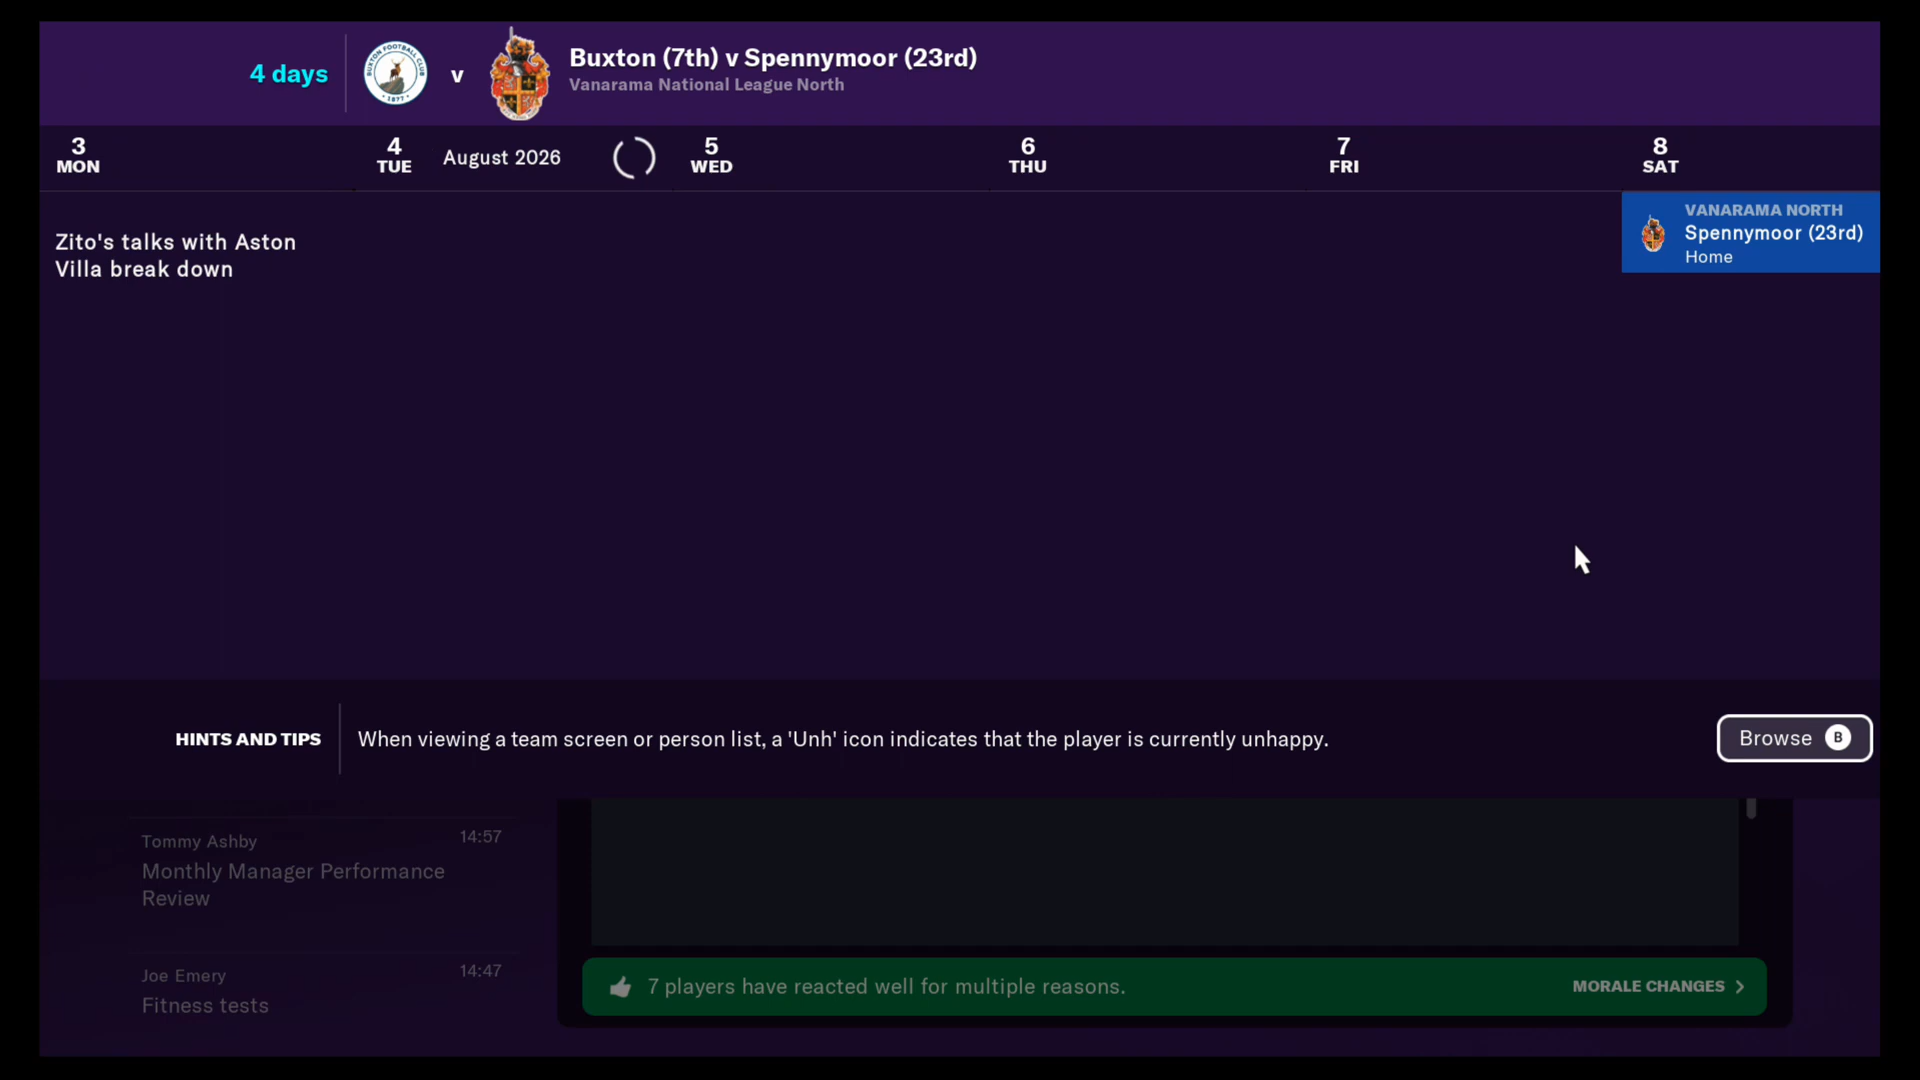 4 days
BUXTON FOOTBALL CLUB
1877
v
Buxton (7th) v Spennymoor (23rd)
Vanarama National League North
3
MON
4
TUE
August 2026
5
WED
6
THU
7
FRI
8
SAT
Zito's talks with Aston
Villa break down
VANARAMA NORTH
Spennymoor (23rd)
Home
HINTS AND TIPS
When viewing a team screen or person list, a 'Unh' icon indicates that the player is currently unhappy.
Browse B
Tommy Ashby
14:57
Monthly Manager Performance
Review
Joe Emery
14:47
Fitness tests
7 players have reacted well for multiple reasons.
MORALE CHANGES